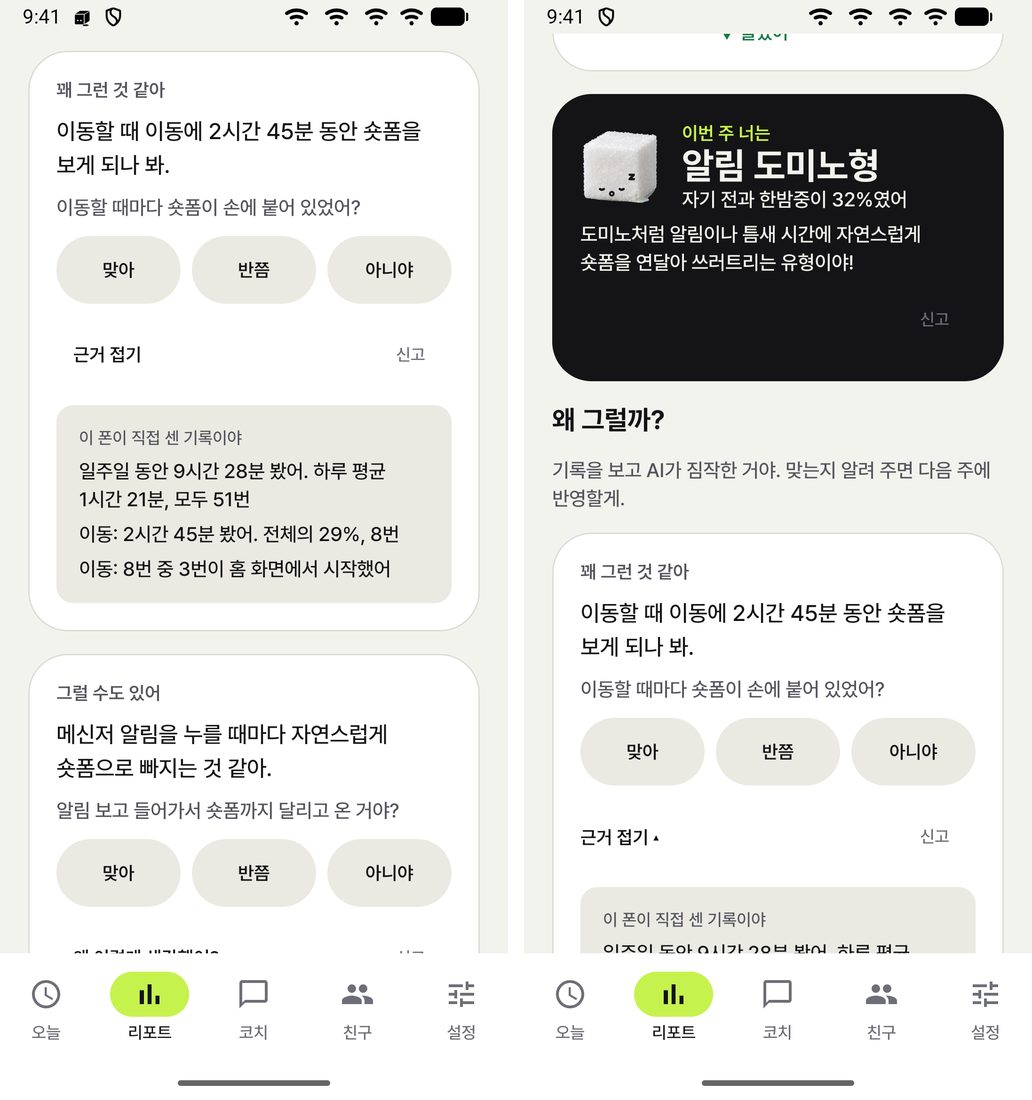 9:41
꽤 그런 것 같아
이동할 때 이동에 2시간 45분 동안 숏폼을
보게 되나 봐.
이동할 때마다 숏폼이 손에 붙어 있었어?
맞아 반쯤 아니야
근거 접기 신고
이 폰이 직접 센 기록이야
일주일 동안 9시간 28분 봤어. 하루 평균
1시간 21분, 모두 51번
이동: 2시간 45분 봤어. 전체의 29%, 8번
이동: 8번 중 3번이 홈 화면에서 시작했어
그럴 수도 있어
메신저 알림을 누를 때마다 자연스럽게
숏폼으로 빠지는 것 같아.
알림 보고 들어가서 숏폼까지 달리고 온 거야?
맞아 반쯤 아니야
오늘 리포트 코치 친구 설정
9:41
이번 주 너는
알림 도미노형
자기 전과 한밤중이 32%였어
도미노처럼 알림이나 틈새 시간에 자연스럽게
숏폼을 연달아 쓰러트리는 유형이야!
신고
왜 그럴까?
기록을 보고 AI가 짐작한 거야. 맞는지 알려 주면 다음 주에
반영할게.
꽤 그런 것 같아
이동할 때 이동에 2시간 45분 동안 숏폼을
보게 되나 봐.
이동할 때마다 숏폼이 손에 붙어 있었어?
맞아 반쯤 아니야
근거 접기 ▴ 신고
이 폰이 직접 센 기록이야
일주일 동안 9시간 28분 봤어. 하루 평균
오늘 리포트 코치 친구 설정